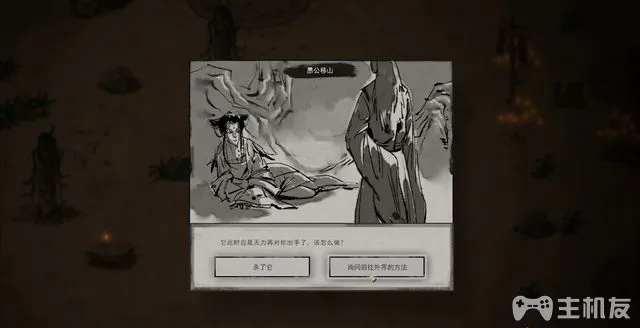 愚公移山
它此时应是无力再对你出手了，该怎么做？
杀了它
询问前往外界的方法
主机友